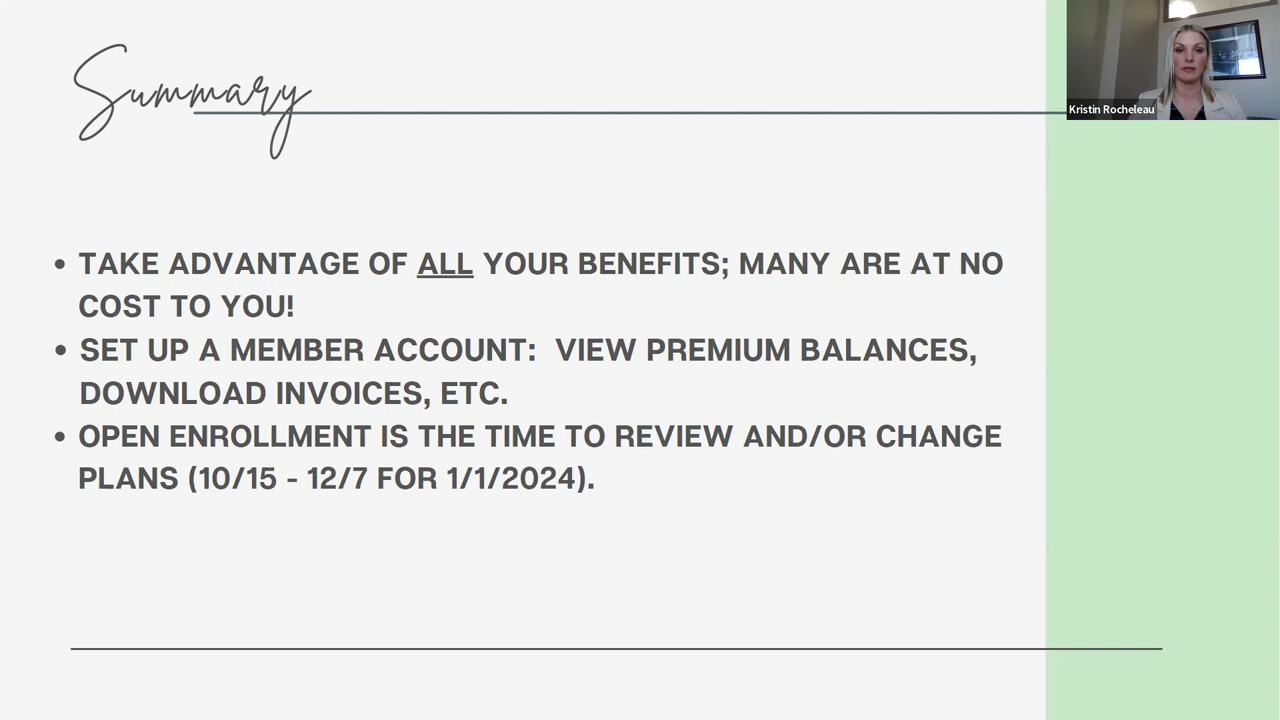 Summary
Kristin Rocheleau
• TAKE ADVANTAGE OF ALL YOUR BENEFITS; MANY ARE AT NO
COST TO YOU!
• SET UP A MEMBER ACCOUNT:  VIEW PREMIUM BALANCES,
DOWNLOAD INVOICES, ETC.
• OPEN ENROLLMENT IS THE TIME TO REVIEW AND/OR CHANGE
PLANS (10/15 - 12/7 FOR 1/1/2024).